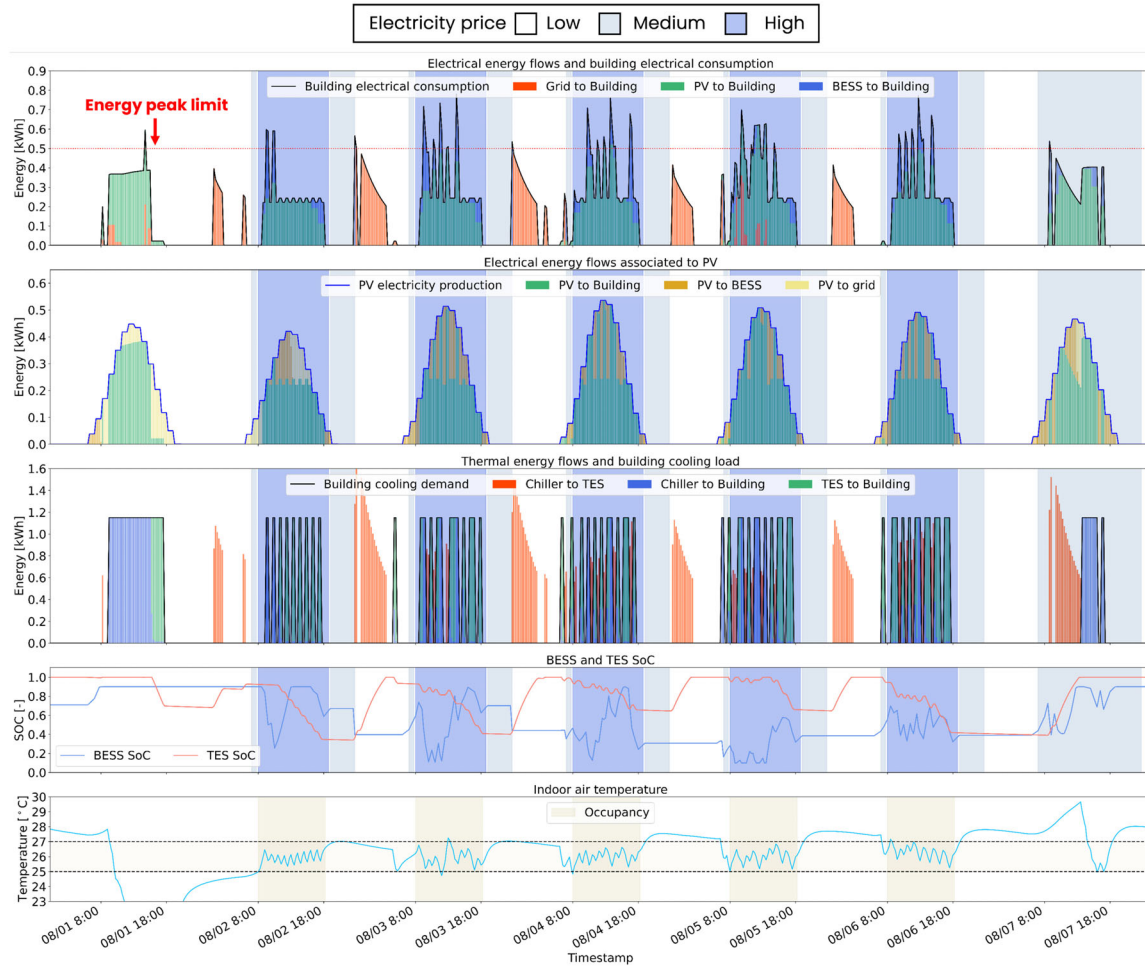 Electricity price Low Medium High
Electrical energy flows and building electrical consumption
Building electrical consumption Grid to Building PV to Building BESS to Building
Energy peak limit
Energy [kWh]
0.9
0.8
0.7
0.6
0.5
0.4
0.3
0.2
0.1
0.0
Electrical energy flows associated to PV
PV electricity production PV to Building PV to BESS PV to grid
Energy [kWh]
0.6
0.5
0.4
0.3
0.2
0.1
0.0
Thermal energy flows and building cooling load
Building cooling demand Chiller to TES Chiller to Building TES to Building
Energy [kWh]
1.6
1.4
1.2
1.0
0.8
0.6
0.4
0.2
0.0
BESS and TES SoC
SOC [-]
1.0
0.8
0.6
0.4
0.2
0.0
BESS SoC TES SoC
Indoor air temperature
Occupancy
Temperature [°C]
30
29
28
27
26
25
24
23
08/01 8:00 08/01 18:00 08/02 8:00 08/02 18:00 08/03 8:00 08/03 18:00 08/04 8:00 08/04 18:00 08/05 8:00 08/05 18:00 08/06 8:00 08/06 18:00 08/07 8:00 08/07 18:00
Timestamp